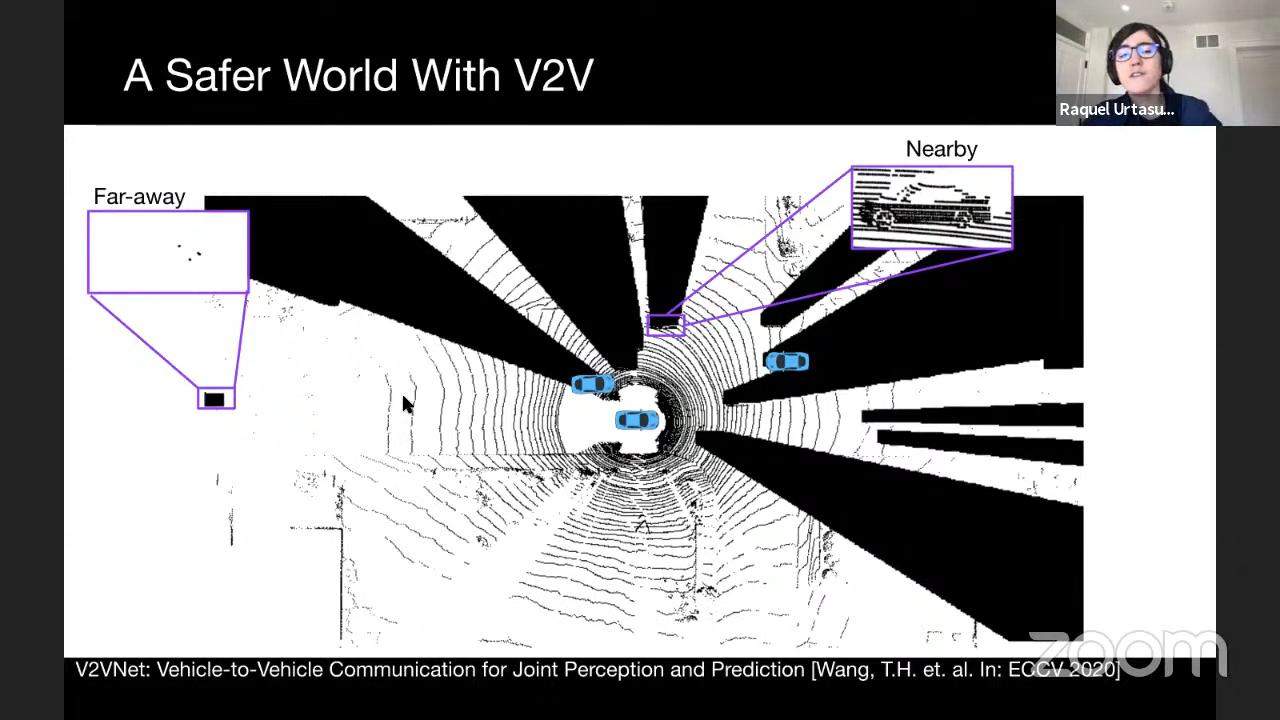 A Safer World With V2V
Raquel Urtasu...
Nearby
Far-away
V2VNet: Vehicle-to-Vehicle Communication for Joint Perception and Prediction [Wang, T.H. et. al. In: ECCV 2020]
zoom